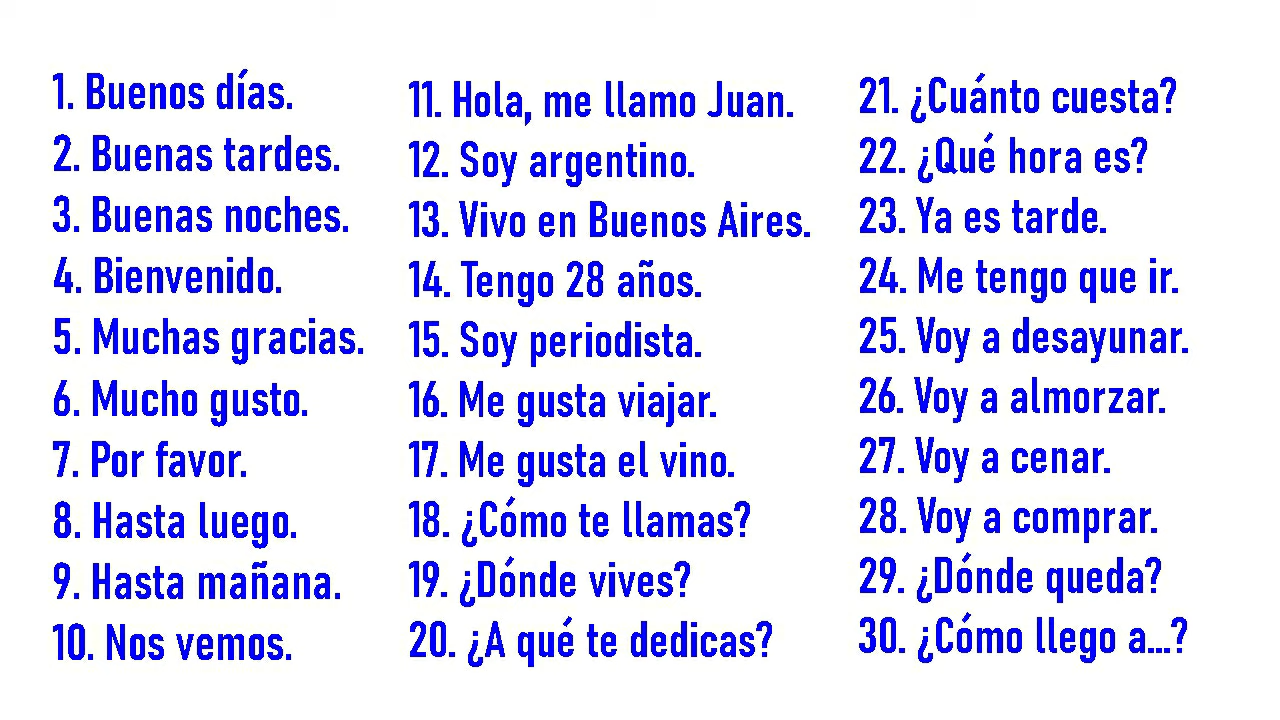 1. Buenos días.
2. Buenas tardes.
3. Buenas noches.
4. Bienvenido.
5. Muchas gracias.
6. Mucho gusto.
7. Por favor.
8. Hasta luego.
9. Hasta mañana.
10. Nos vemos.
11. Hola, me llamo Juan.
12. Soy argentino.
13. Vivo en Buenos Aires.
14. Tengo 28 años.
15. Soy periodista.
16. Me gusta viajar.
17. Me gusta el vino.
18. ¿Cómo te llamas?
19. ¿Dónde vives?
20. ¿A qué te dedicas?
21. ¿Cuánto cuesta?
22. ¿Qué hora es?
23. Ya es tarde.
24. Me tengo que ir.
25. Voy a desayunar.
26. Voy a almorzar.
27. Voy a cenar.
28. Voy a comprar.
29. ¿Dónde queda?
30. ¿Cómo llego a...?